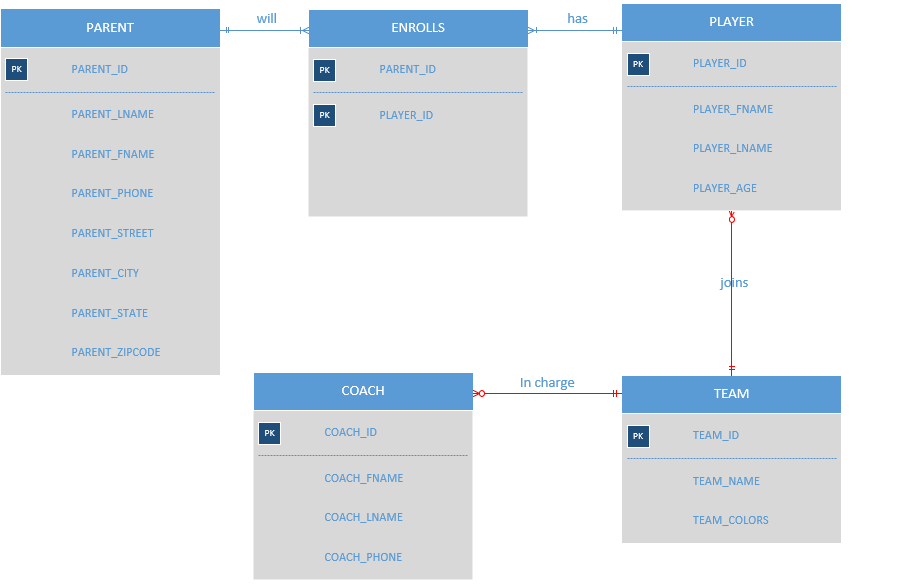 PARENT
PK PARENT_ID
PARENT_LNAME
PARENT_FNAME
PARENT_PHONE
PARENT_STREET
PARENT_CITY
PARENT_STATE
PARENT_ZIPCODE
will
ENROLLS
PK PARENT_ID
PK PLAYER_ID
has
PLAYER
PK PLAYER_ID
PLAYER_FNAME
PLAYER_LNAME
PLAYER_AGE
joins
COACH
PK COACH_ID
COACH_FNAME
COACH_LNAME
COACH_PHONE
In charge
TEAM
PK TEAM_ID
TEAM_NAME
TEAM_COLORS